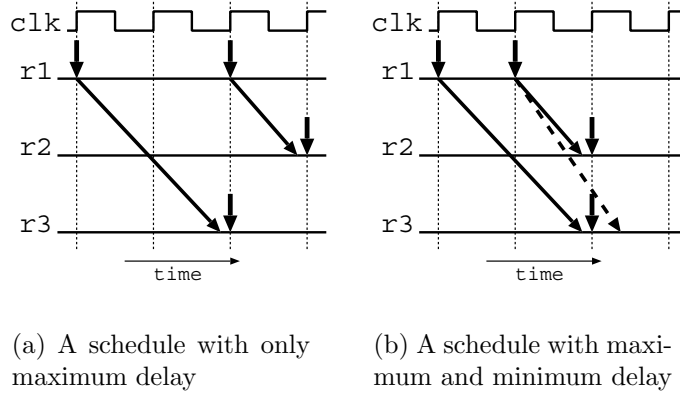 clk
r1
r2
r3
time
(a) A schedule with only
maximum delay
clk
r1
r2
r3
time
(b) A schedule with maxi-
mum and minimum delay